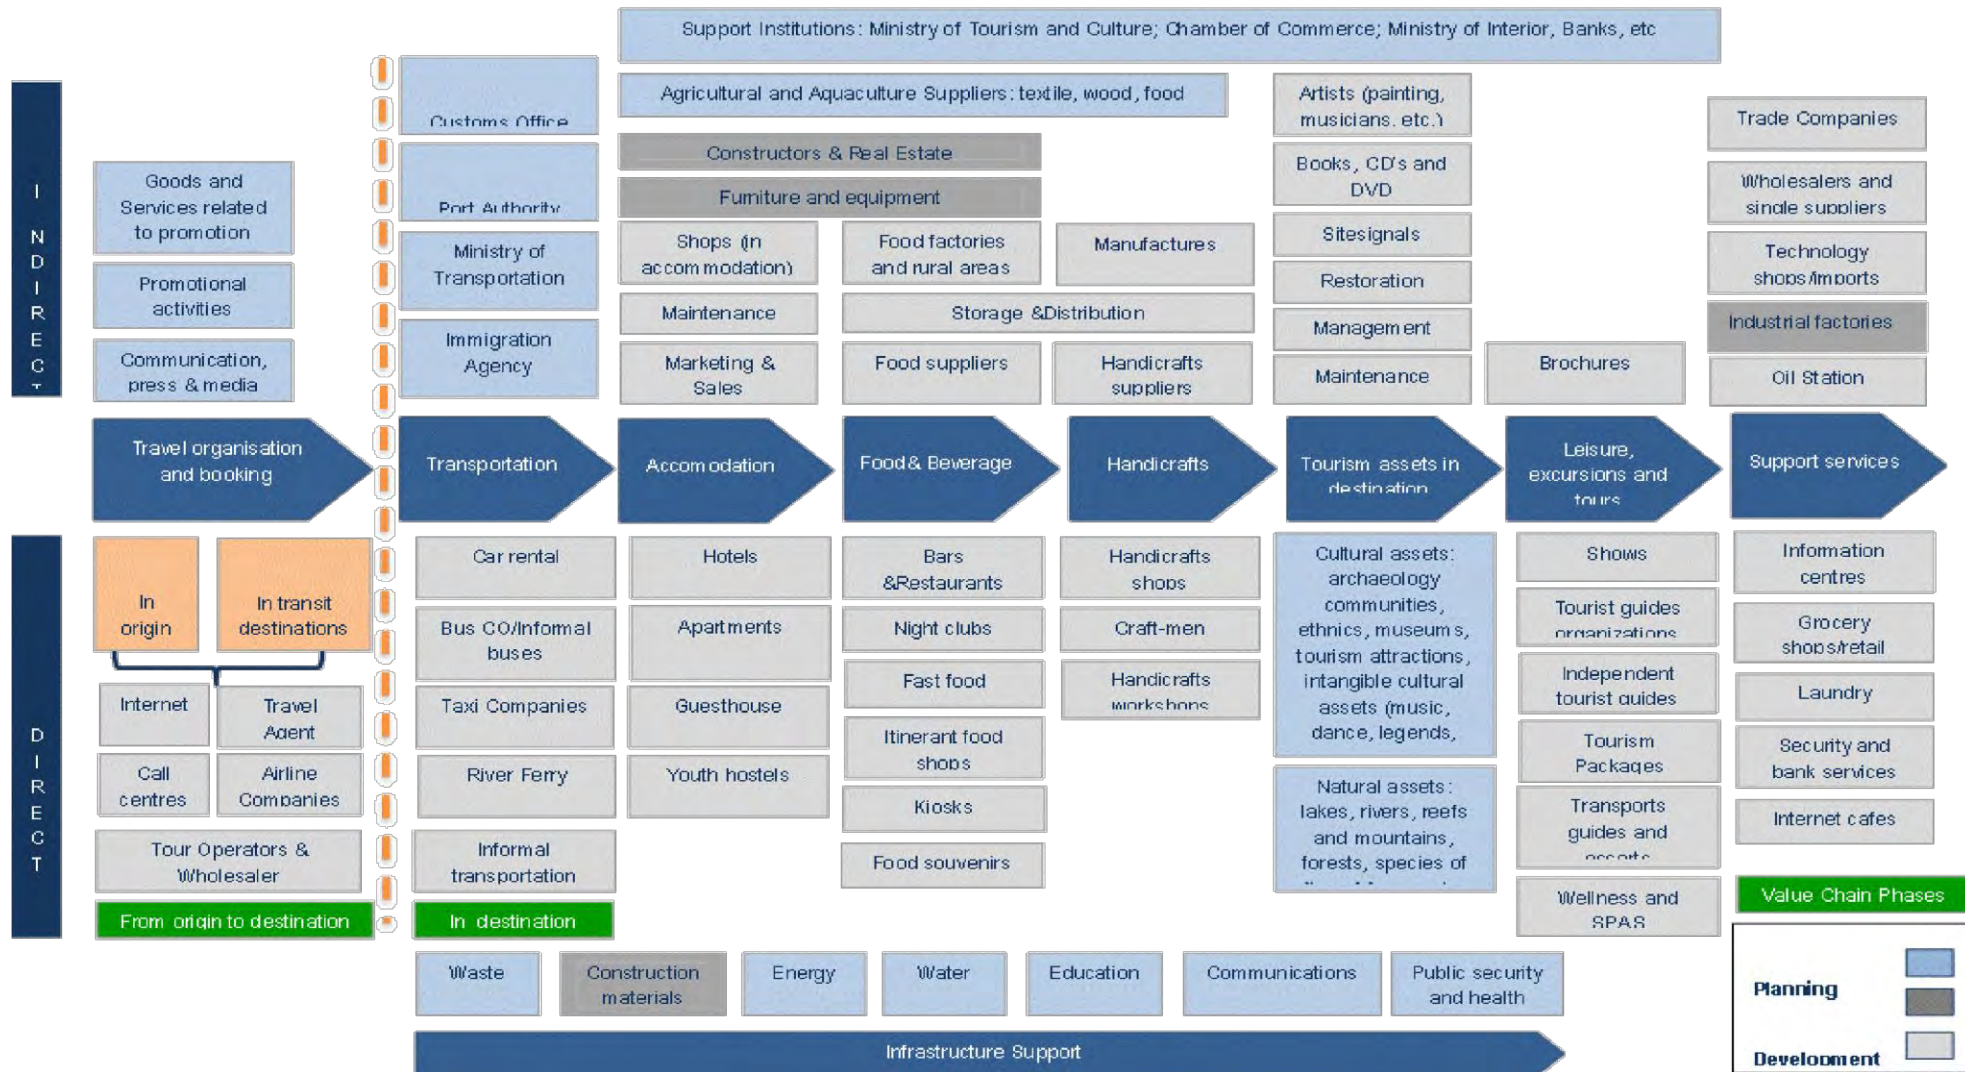 Support Institutions: Ministry of Tourism and Culture; Chamber of Commerce; Ministry of Interior, Banks, etc
I
N
D
I
R
E
C
T
Goods and
Services related
to promotion
Promotional
activities
Communication,
press & media
Customs Office
Port Authority
Ministry of
Transportation
Immigration
Agency
Agricultural and Aquaculture Suppliers: textile, wood, food
Constructors & Real Estate
Furniture and equipment
Shops (in
accommodation)
Maintenance
Marketing &
Sales
Food factories
and rural areas
Storage &Distribution
Food suppliers
Manufactures
Handicrafts
suppliers
Artists (painting,
musicians, etc.)
Books, CD's and
DVD
Sitesignals
Restoration
Management
Maintenance
Brochures
Trade Companies
Wholesalers and
single suppliers
Technology
shops/imports
Industrial factories
Oil Station
Travel organisation
and booking
Transportation
Accomodation
Food & Beverage
Handicrafts
Tourism assets in
destination
Leisure,
excursions and
tours
Support services
D
I
R
E
C
T
In
origin
In transit
destinations
Internet
Travel
Agent
Call
centres
Airline
Companies
Tour Operators &
Wholesaler
From origin to destination
Car rental
Bus CO/Informal
buses
Taxi Companies
River Ferry
Informal
transportation
In destination
Hotels
Apartments
Guesthouse
Youth hostels
Bars
&Restaurants
Night clubs
Fast food
Itinerant food
shops
Kiosks
Food souvenirs
Handicrafts
shops
Craft-men
Handicrafts
workshops
Cultural assets:
archaeology
communities,
ethnics, museums,
tourism attractions,
intangible cultural
assets (music,
dance, legends,
Natural assets:
lakes, rivers, reefs
and mountains,
forests, species of
Shows
Tourist guides
organizations
Independent
tourist guides
Tourism
Packages
Transports
guides and
escorts
Wellness and
SPAS
Information
centres
Grocery
shops/retail
Laundry
Security and
bank services
Internet cafes
Value Chain Phases
Planning
Development
Waste
Construction
materials
Energy
Water
Education
Communications
Public security
and health
Infrastructure Support